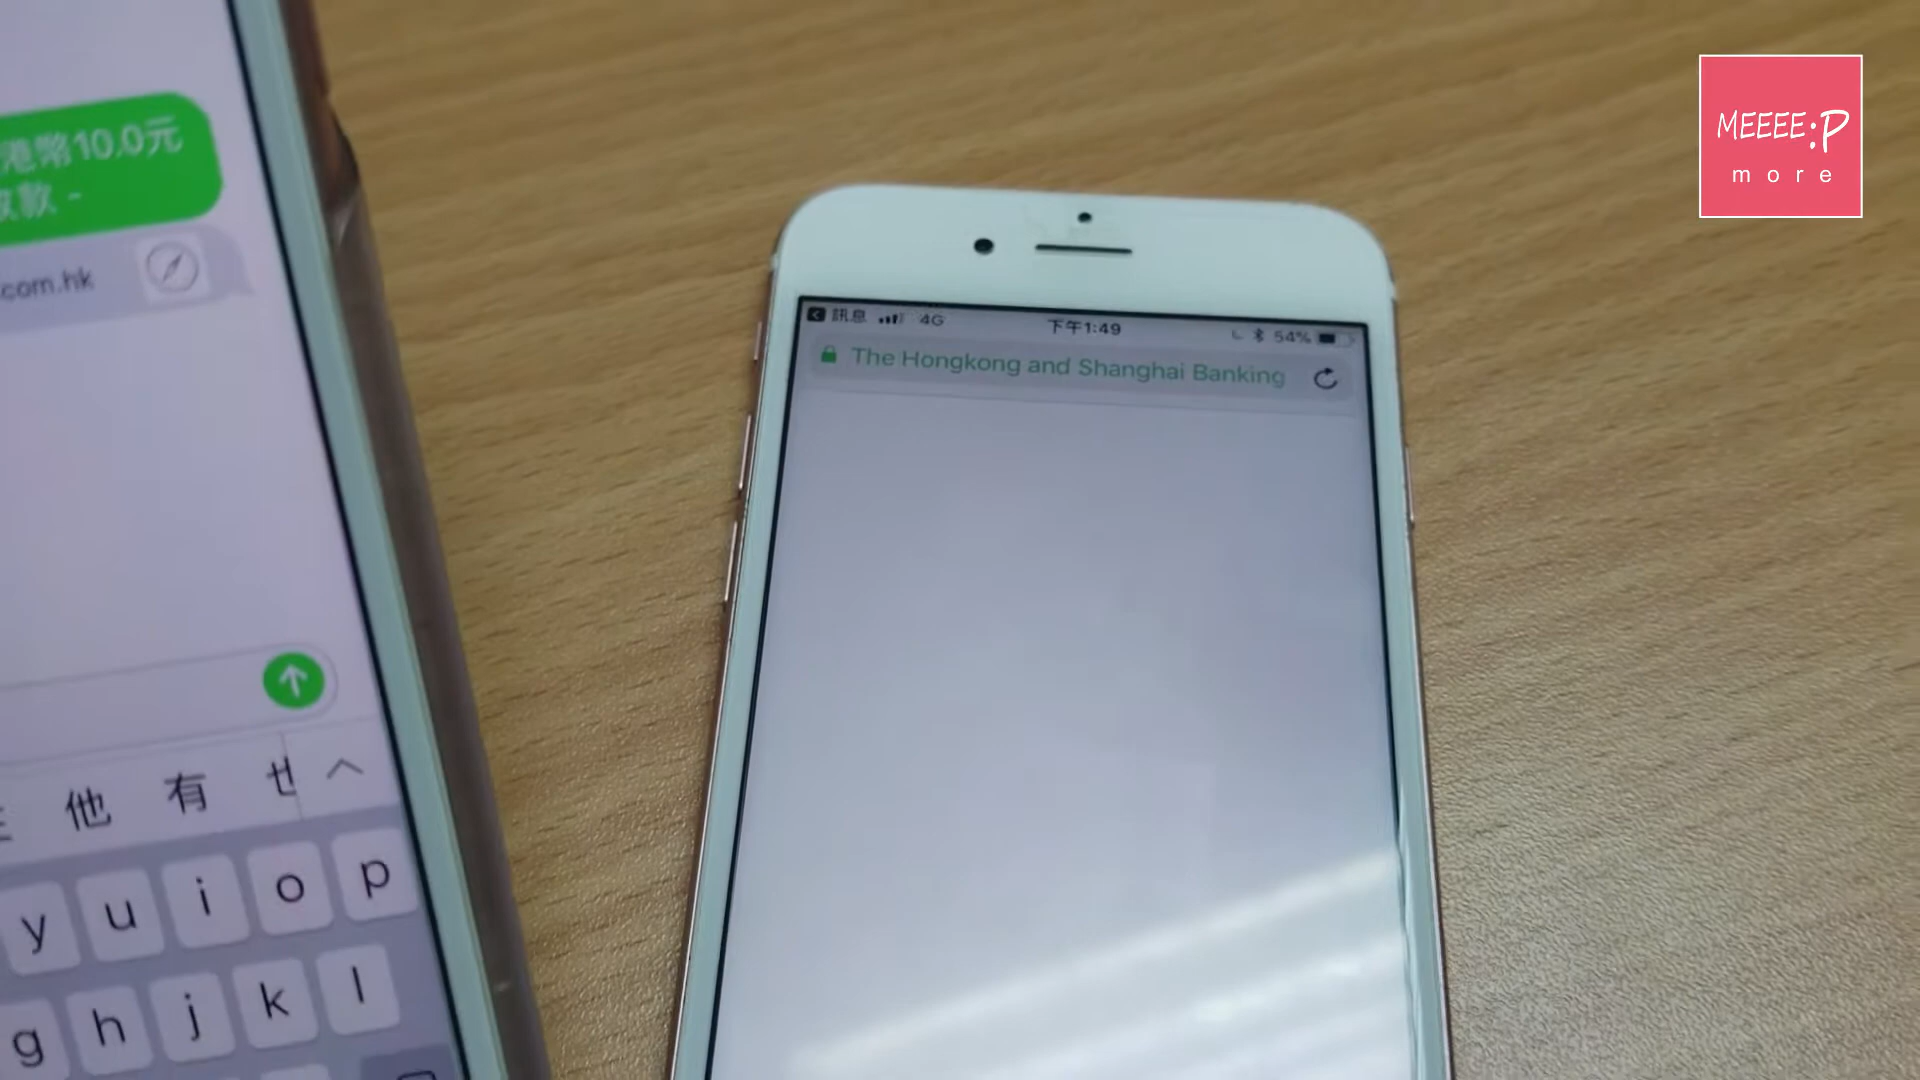 港幣10.0元
取款 -
.com.hk
他 有 也
y u i o p
g h j k l
訊息 4G 下午1:49 54%
The Hongkong and Shanghai Banking
MEEEE:P
more